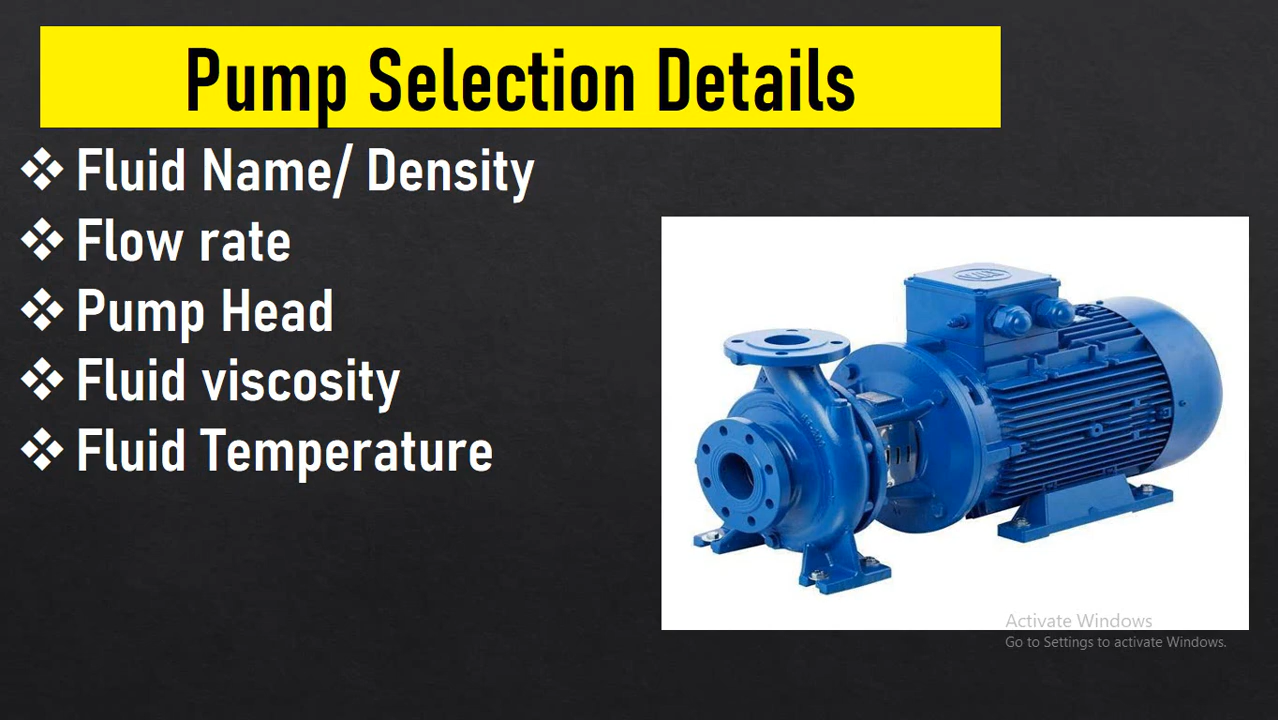 Pump Selection Details
❖ Fluid Name/ Density
❖ Flow rate
❖ Pump Head
❖ Fluid viscosity
❖ Fluid Temperature
Activate Windows
Go to Settings to activate Windows.